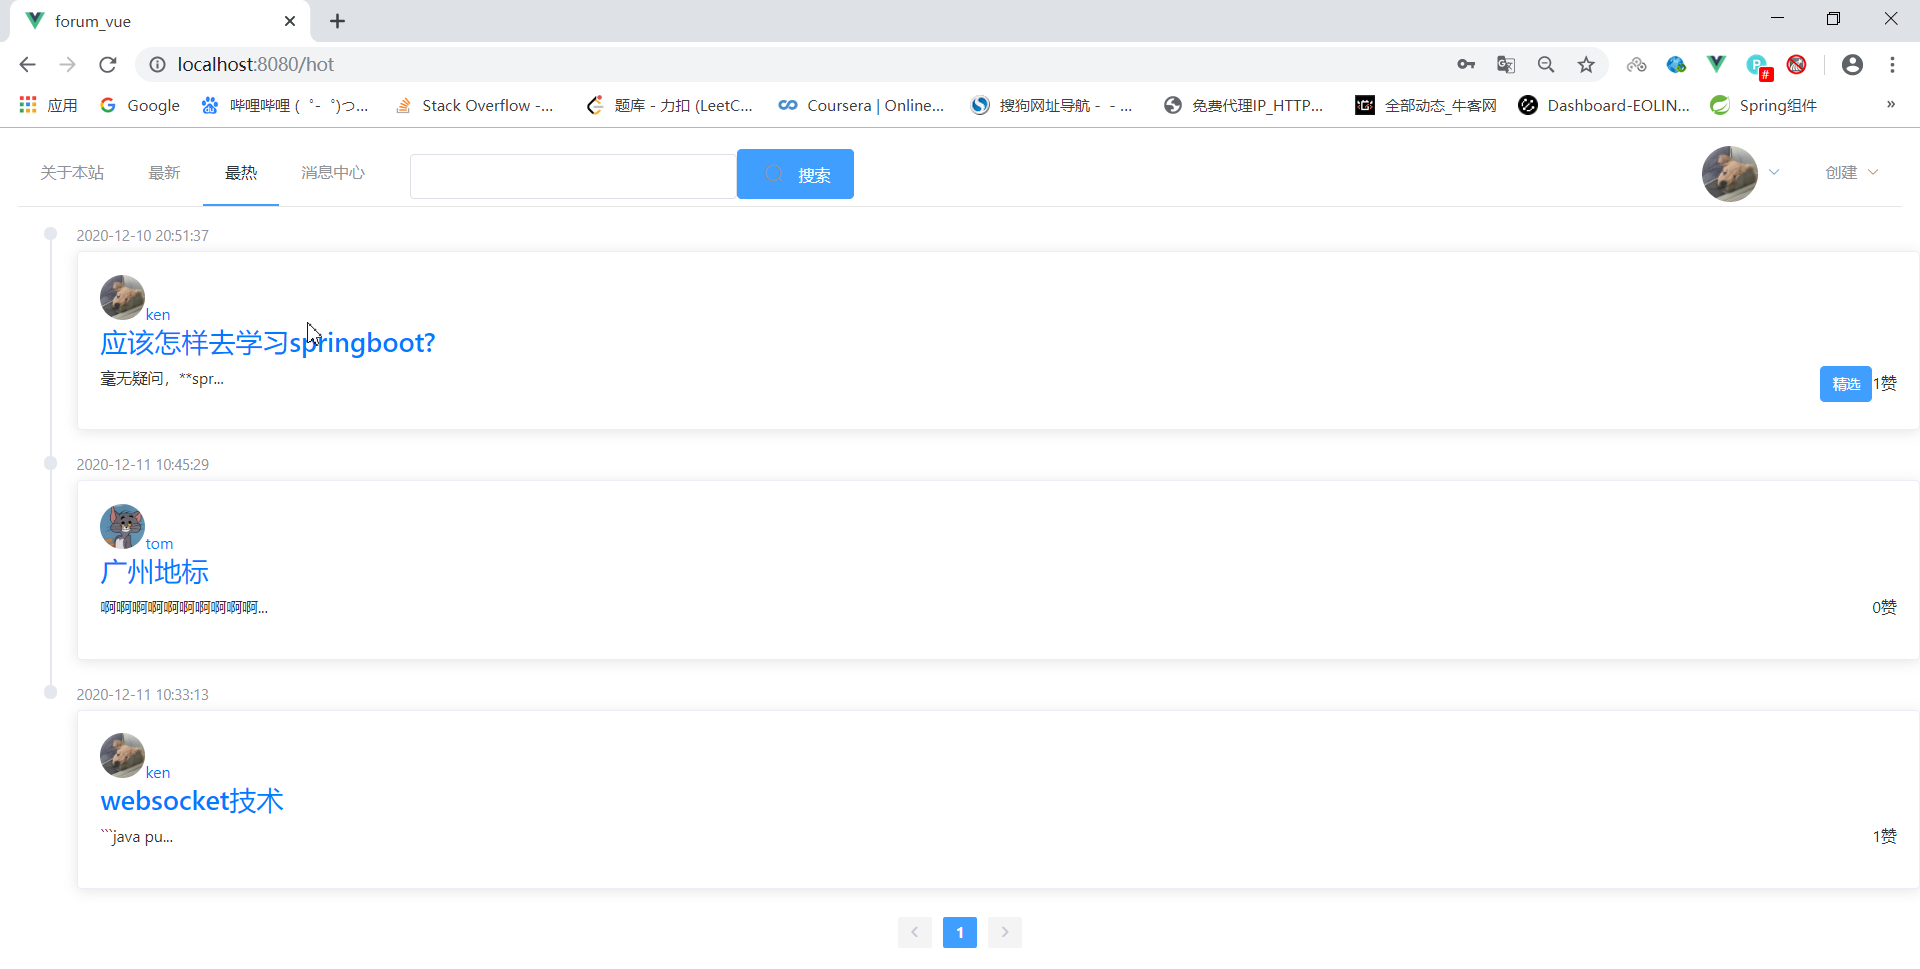 forum_vue
localhost:8080/hot
应用 Google 哔哩哔哩 (゜-゜)つ... Stack Overflow -... 题库 - 力扣 (LeetC... Coursera | Online... 搜狗网址导航 - - ... 免费代理IP_HTTP... 全部动态_牛客网 Dashboard-EOLIN... Spring组件 »
关于本站 最新 最热 消息中心 搜索 创建
2020-12-10 20:51:37
ken
应该怎样去学习springboot?
毫无疑问，**spr...
精选 1赞
2020-12-11 10:45:29
tom
广州地标
啊啊啊啊啊啊啊啊啊啊...
0赞
2020-12-11 10:33:13
ken
websocket技术
```java pu...
1赞
1